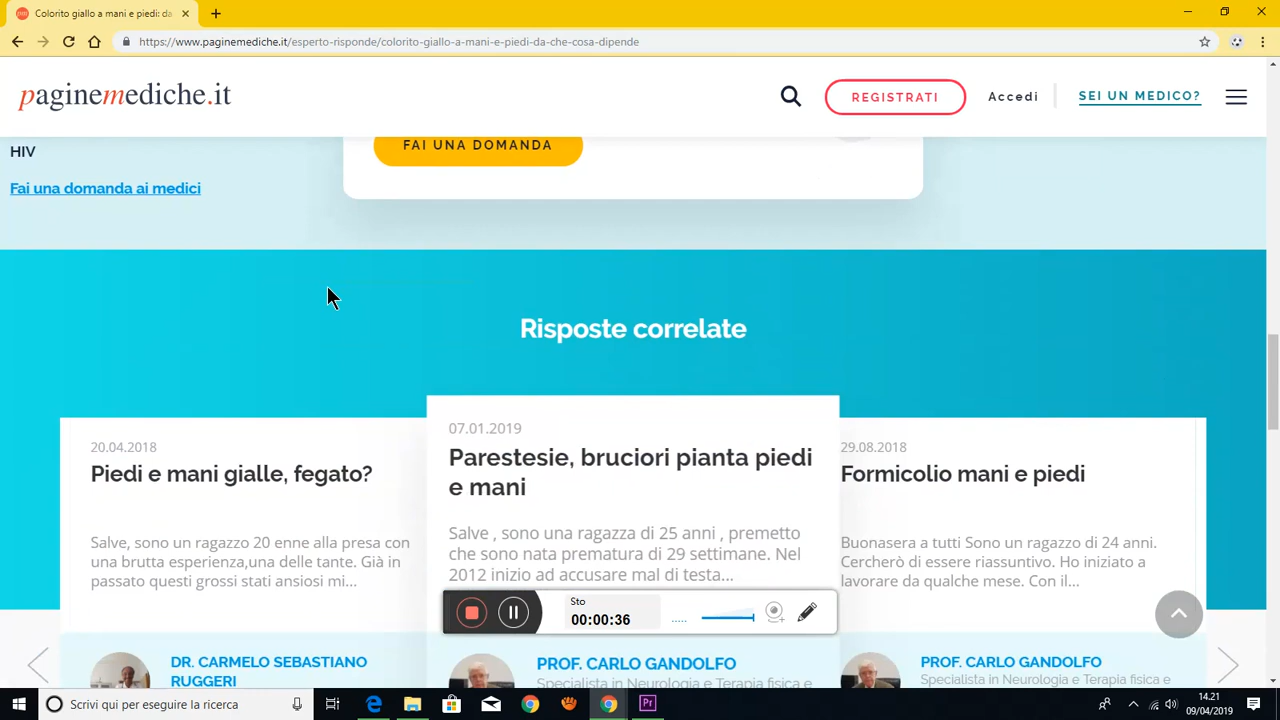 Colorito giallo a mani e piedi: da
https://www.paginemediche.it/esperto-risponde/colorito-giallo-a-mani-e-piedi-da-che-cosa-dipende
paginemediche.it
REGISTRATI
Accedi
SEI UN MEDICO?
HIV
FAI UNA DOMANDA
Fai una domanda ai medici
Risposte correlate
20.04.2018
Piedi e mani gialle, fegato?
Salve, sono un ragazzo 20 enne alla presa con
una brutta esperienza,una delle tante. Già in
passato questi grossi stati ansiosi mi...
DR. CARMELO SEBASTIANO
RUGGERI
07.01.2019
Parestesie, bruciori pianta piedi
e mani
Salve , sono una ragazza di 25 anni , premetto
che sono nata prematura di 29 settimane. Nel
2012 inizio ad accusare mal di testa...
PROF. CARLO GANDOLFO
Specialista in Neurologia e Terapia fisica e
29.08.2018
Formicolio mani e piedi
Buonasera a tutti Sono un ragazzo di 24 anni.
Cercherò di essere riassuntivo. Ho iniziato a
lavorare da qualche mese. Con il...
PROF. CARLO GANDOLFO
Specialista in Neurologia e Terapia fisica e
Sto
00:00:36
Scrivi qui per eseguire la ricerca
Pr
14.21
09/04/2019